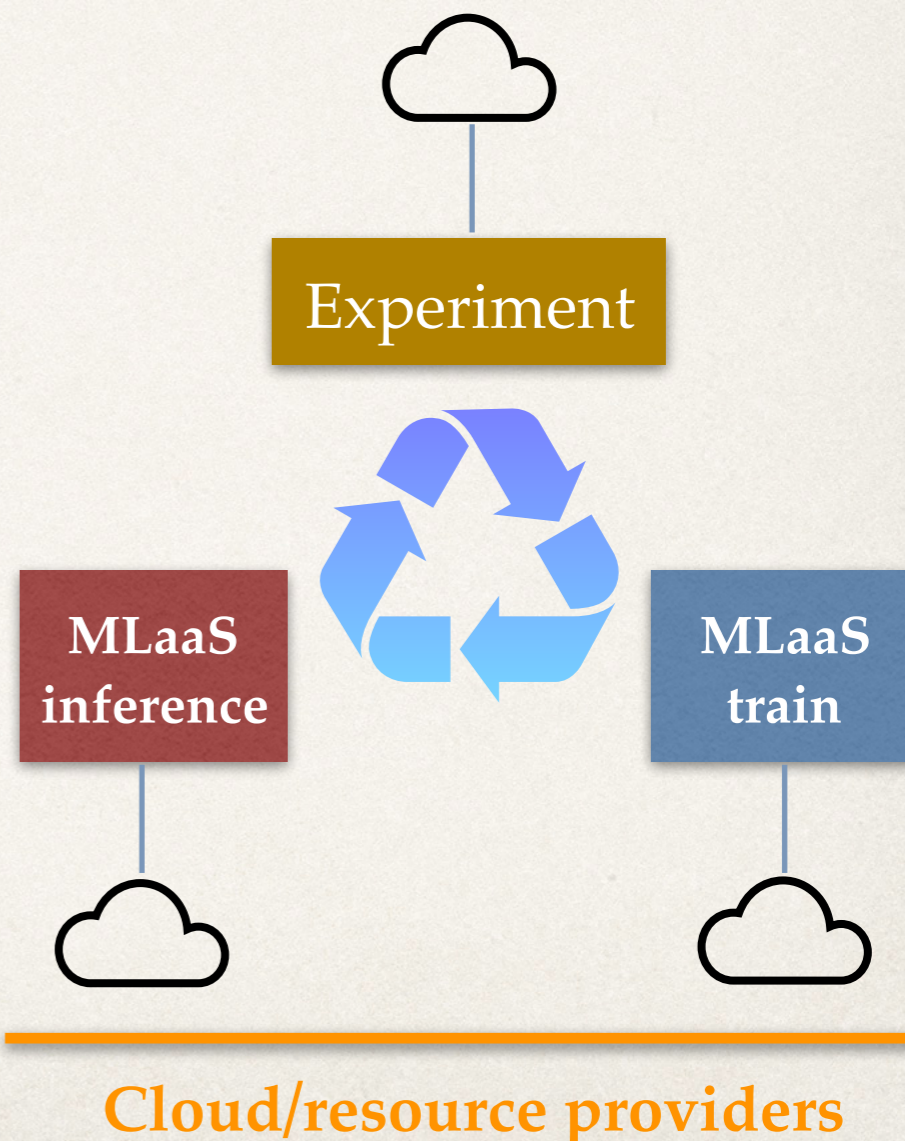 Experiment
MLaaS
inference
MLaaS
train
Cloud/resource providers